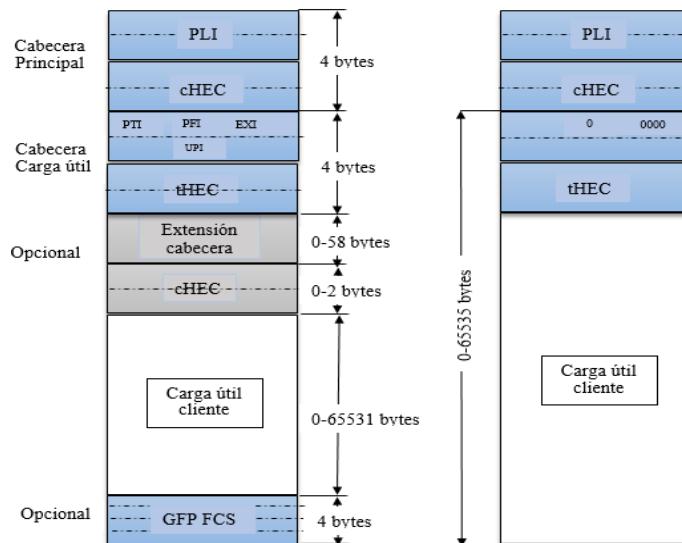 Cabecera
Principal
PLI
cHEC
4 bytes
PLI
cHEC
Cabecera
Carga útil
PTI PFI EXI
UPI
tHEC
4 bytes
0 0000
tHEC
Opcional
Extensión
cabecera
cHEC
0-58 bytes
0-2 bytes
Carga útil
cliente
0-65531 bytes
0-65535 bytes
Carga útil
cliente
Opcional
GFP FCS
4 bytes